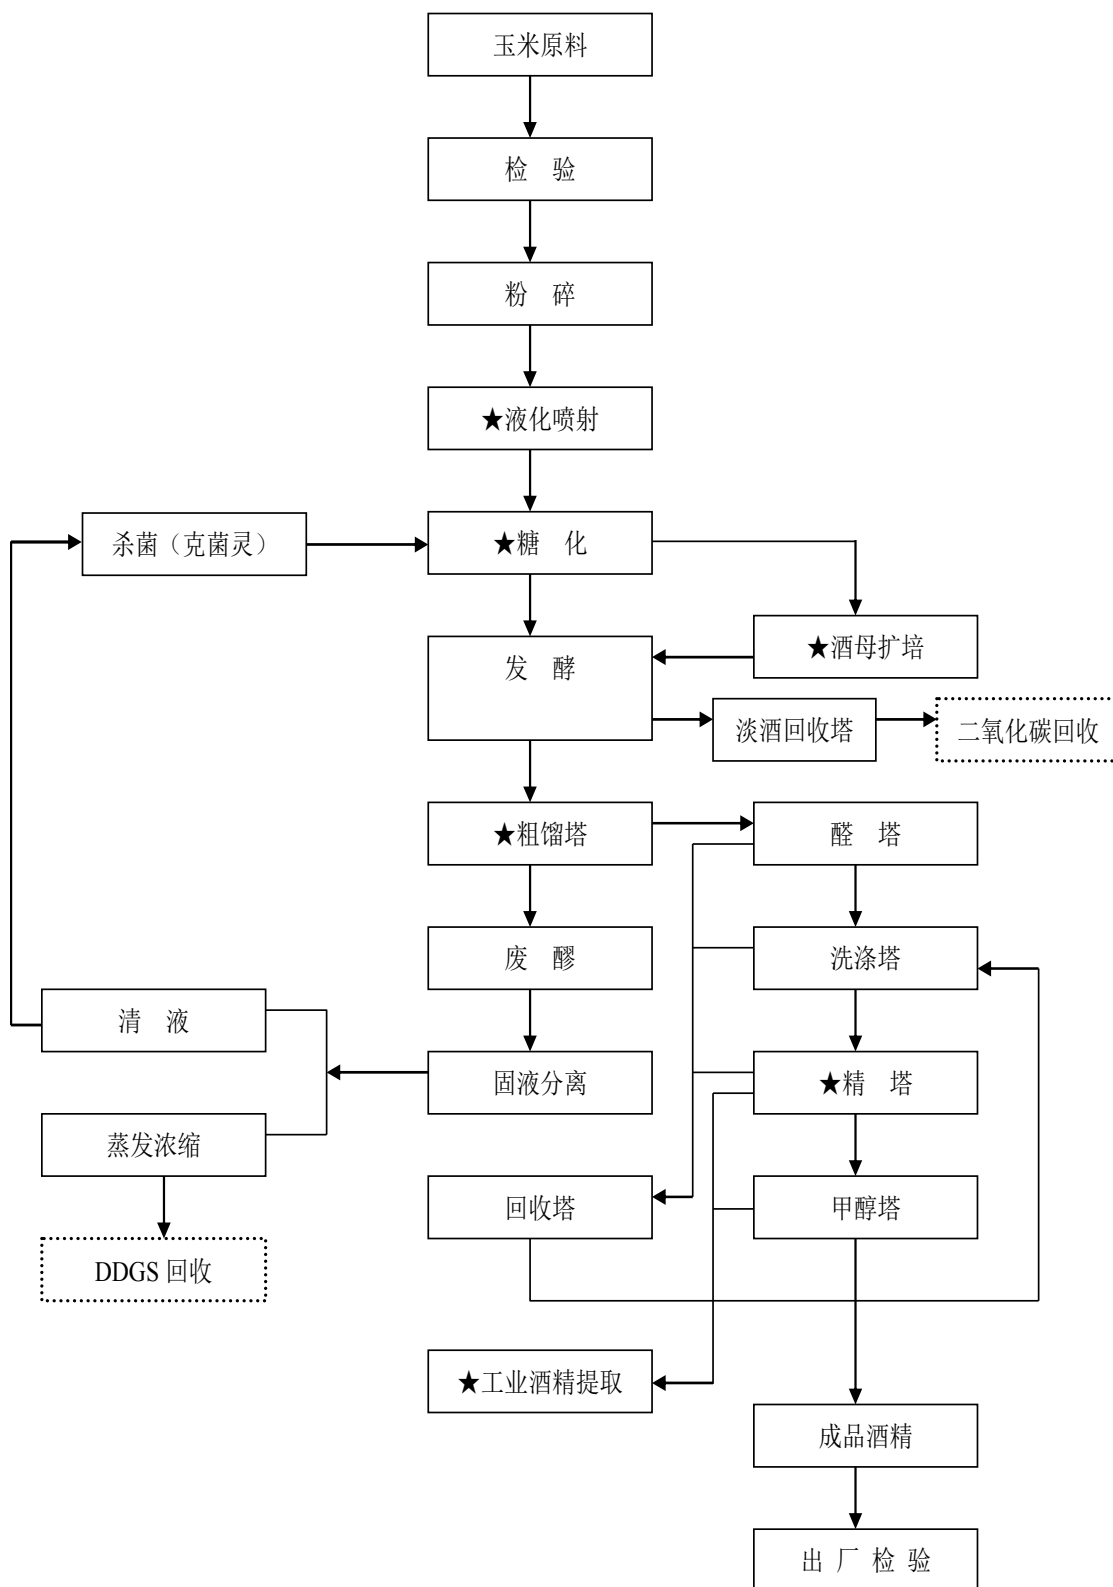 玉米原料
检 验
粉 碎
★液化喷射
杀菌（克菌灵）
★糖 化
★酒母扩培
发 酵
淡酒回收塔
二氧化碳回收
★粗馏塔
醛 塔
废 醪
洗涤塔
清 液
固液分离
★精 塔
蒸发浓缩
回收塔
甲醇塔
DDGS 回收
★工业酒精提取
成品酒精
出 厂 检 验